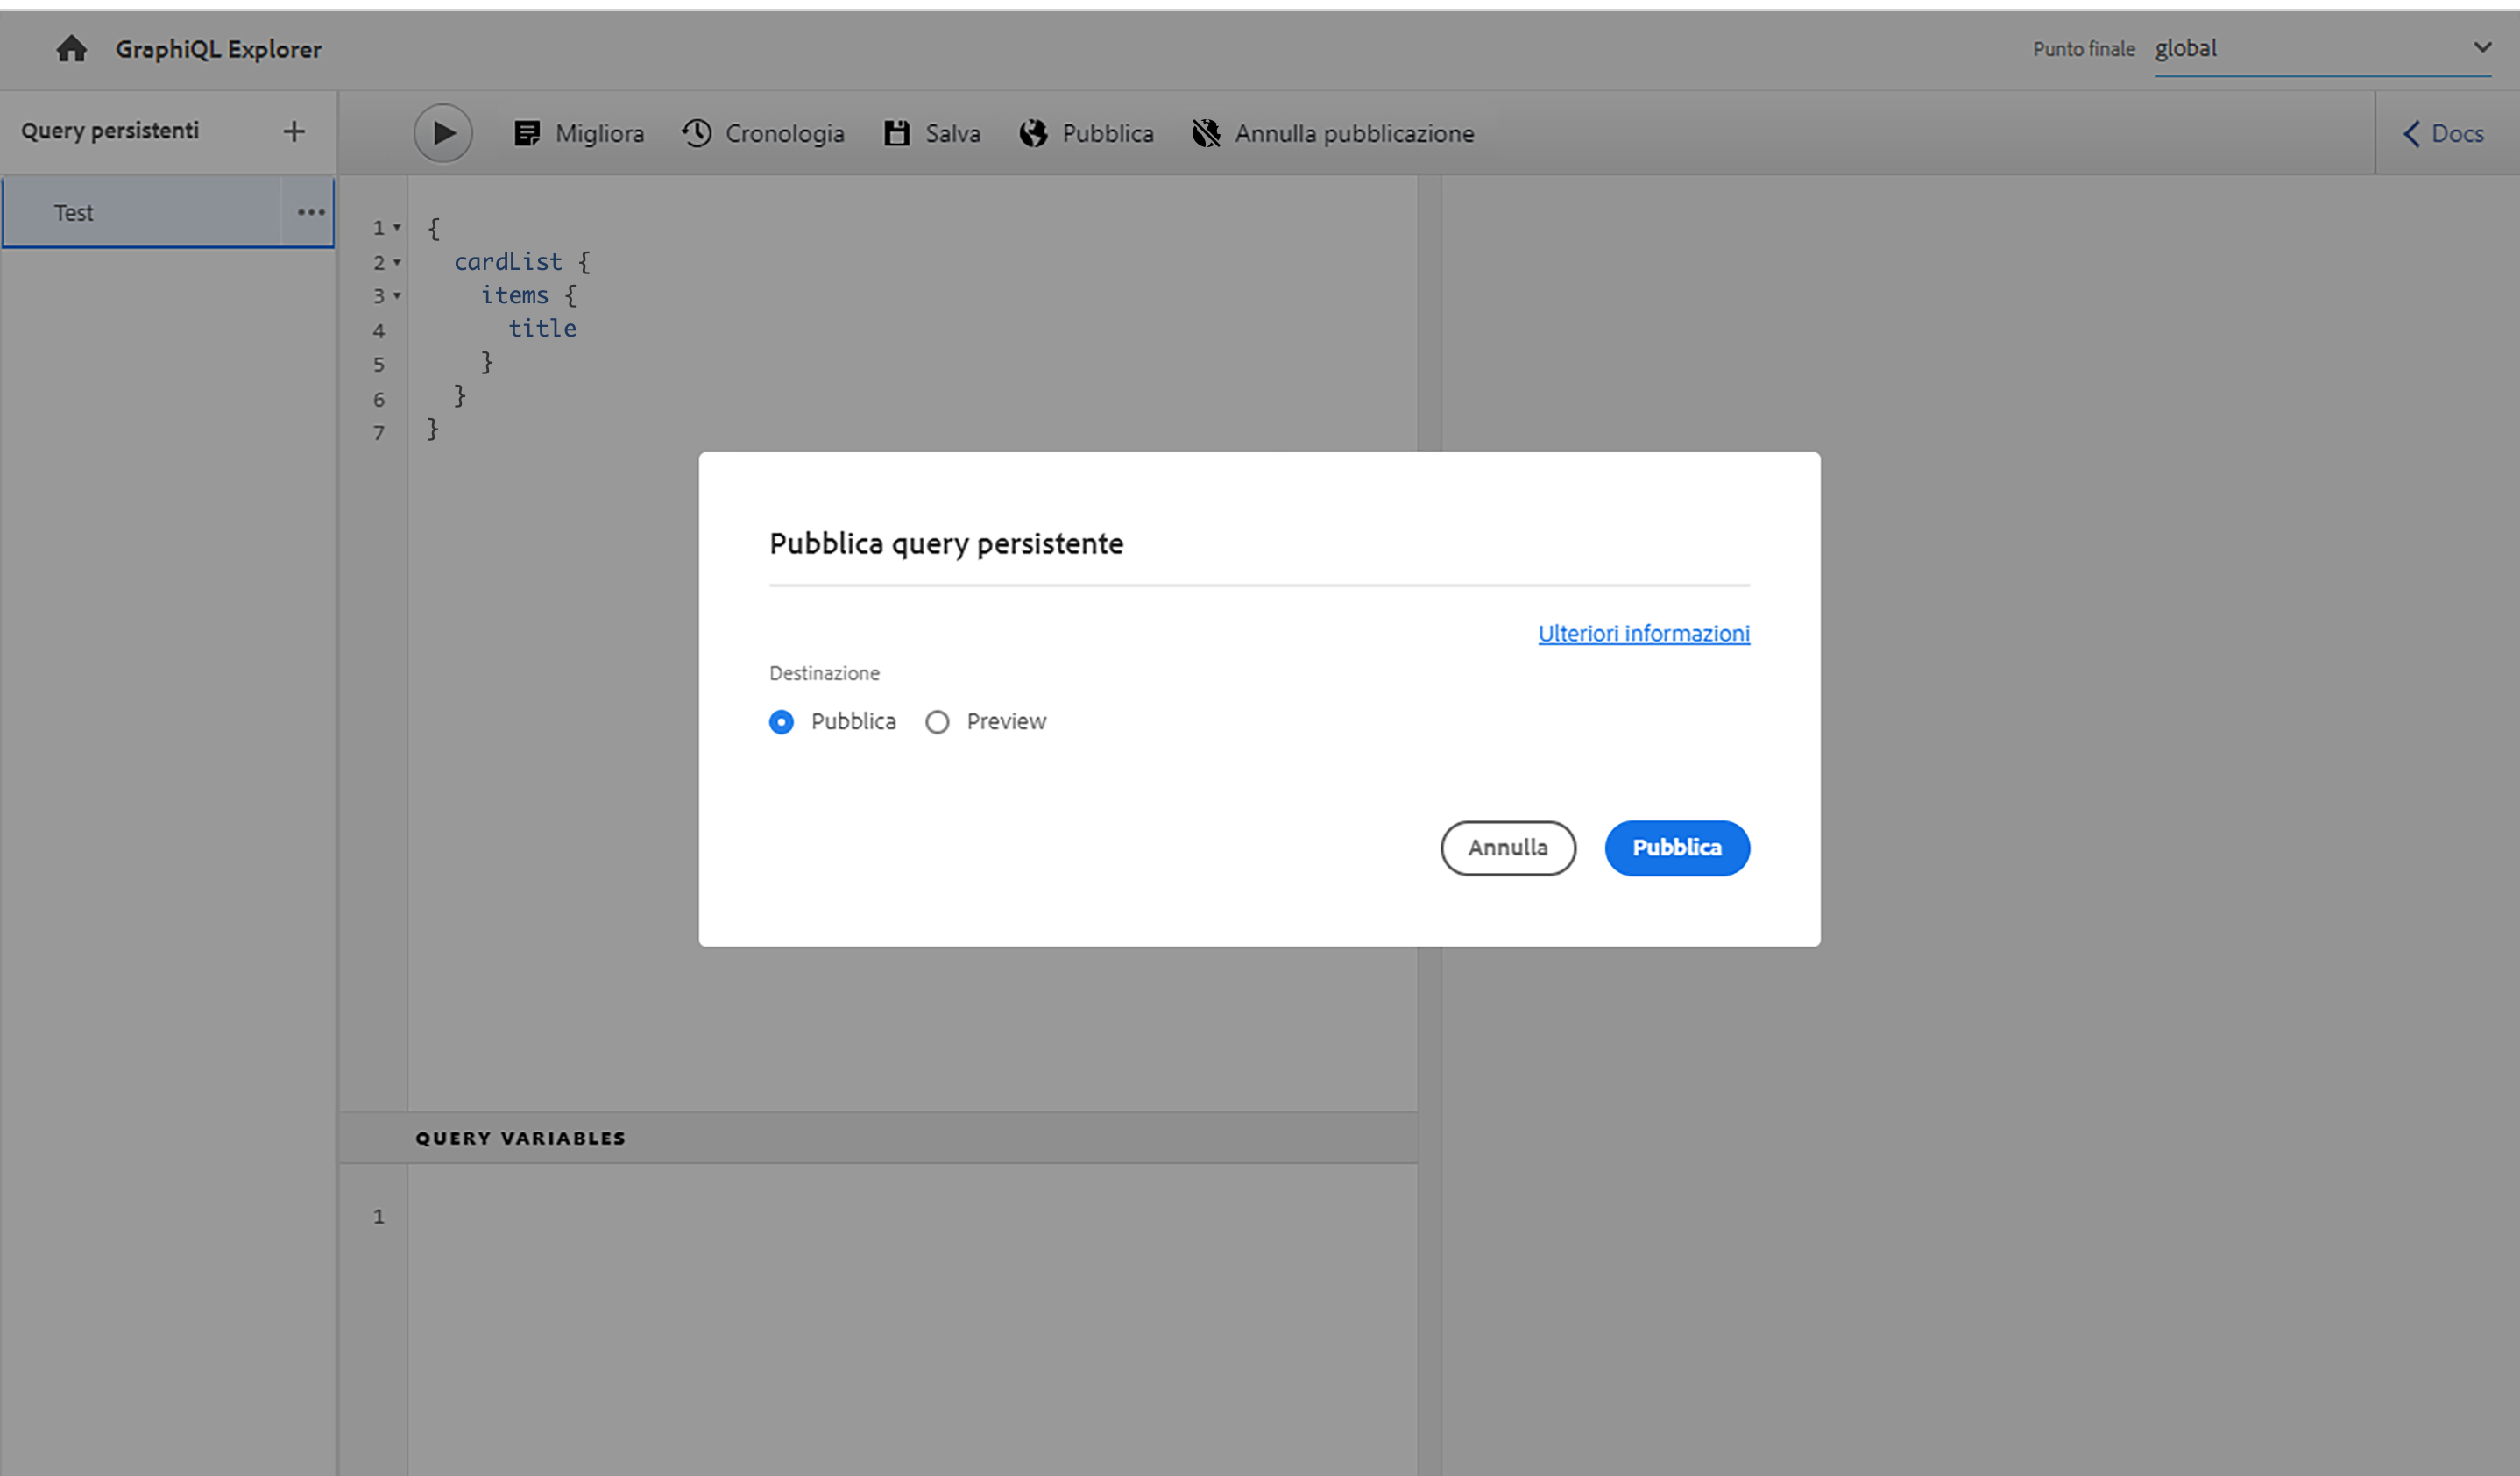 GraphiQL Explorer
Punto finale global
Query persistenti +
Migliora Cronologia Salva Pubblica Annulla pubblicazione
Docs
Test
1 {
2 cardList {
3 items {
4 title
5 }
6 }
7 }
Pubblica query persistente
Ulteriori informazioni
Destinazione
Pubblica Preview
Annulla Pubblica
QUERY VARIABLES
1